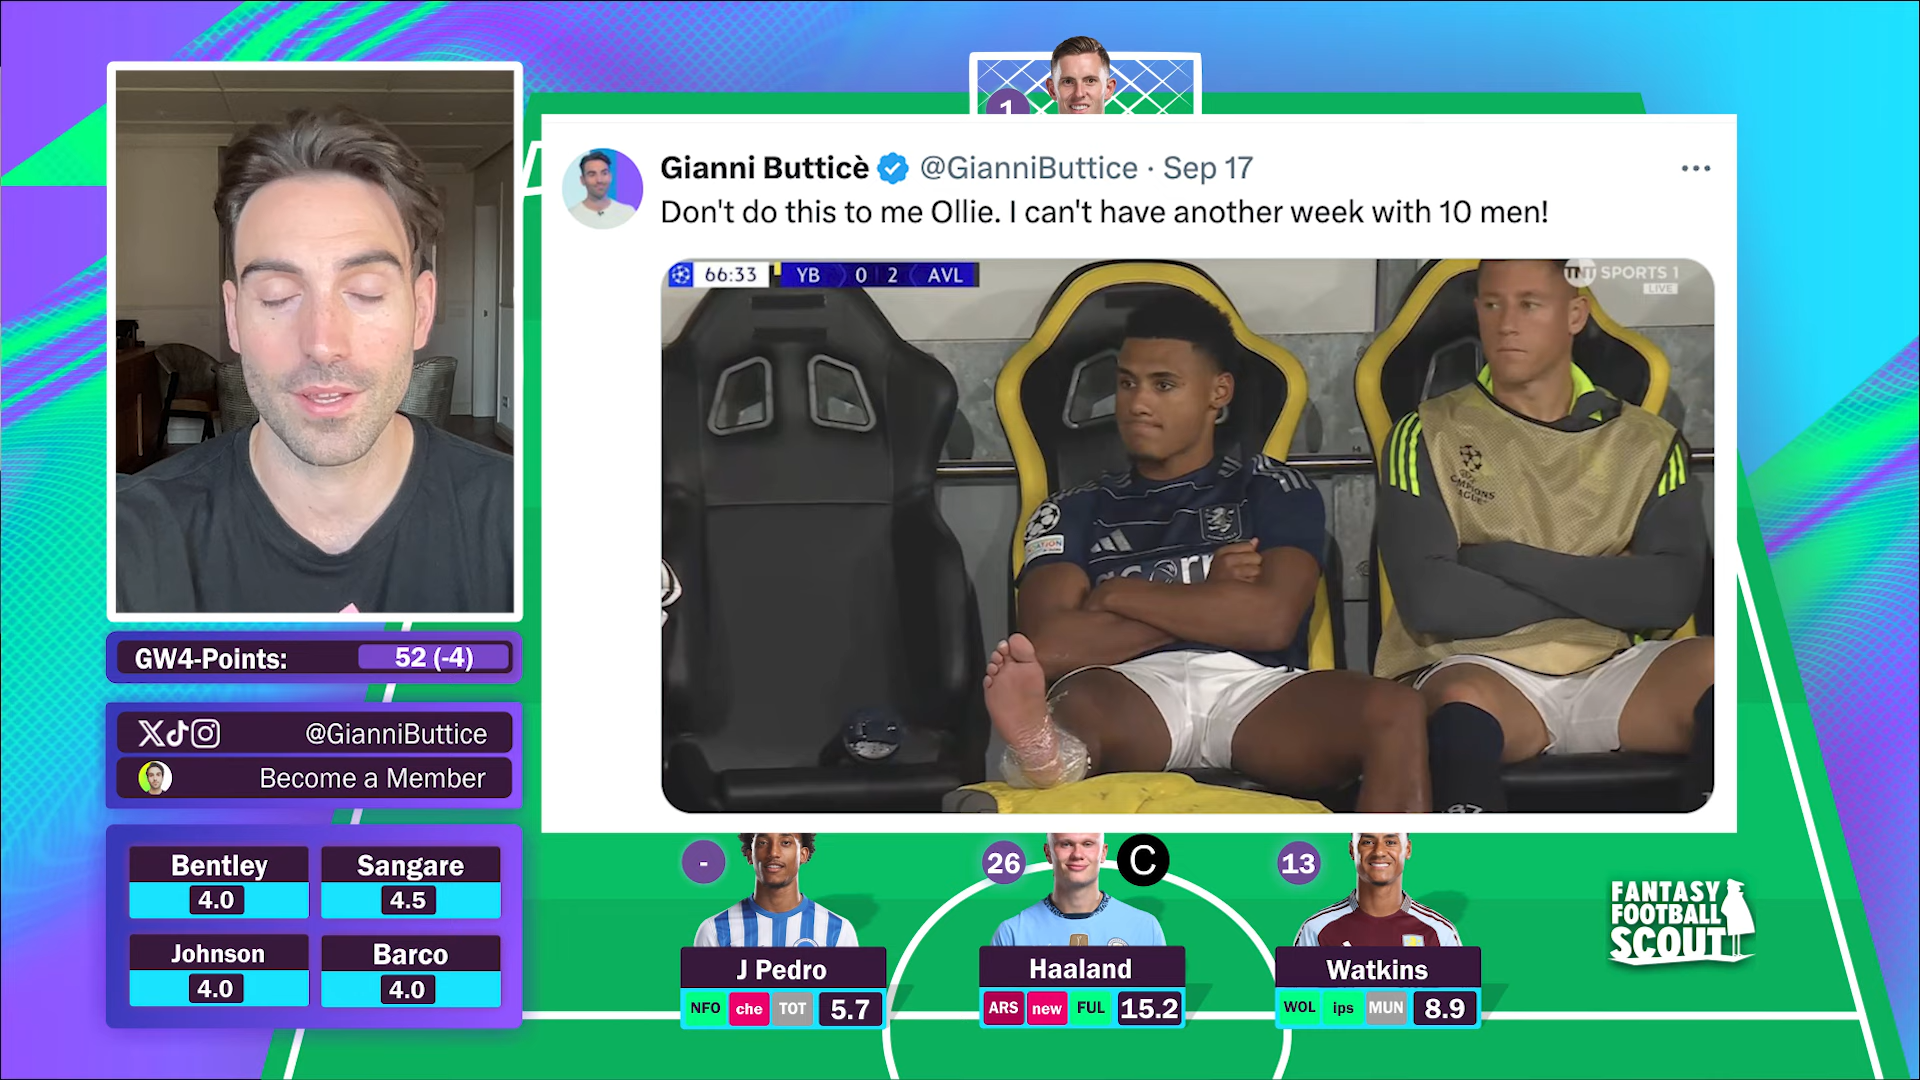 1
Gianni Butticè @GianniButtice · Sep 17
Don't do this to me Ollie. I can't have another week with 10 men!
66:33 YB 0 2 AVL
TNT SPORTS 1
LIVE
GW4-Points: 52 (-4)
@GianniButtice
Become a Member
Bentley
4.0
Sangare
4.5
Johnson
4.0
Barco
4.0
-
J Pedro
NFO che TOT 5.7
26 C
Haaland
ARS new FUL 15.2
13
Watkins
WOL ips MUN 8.9
FANTASY
FOOTBALL
SCOUT